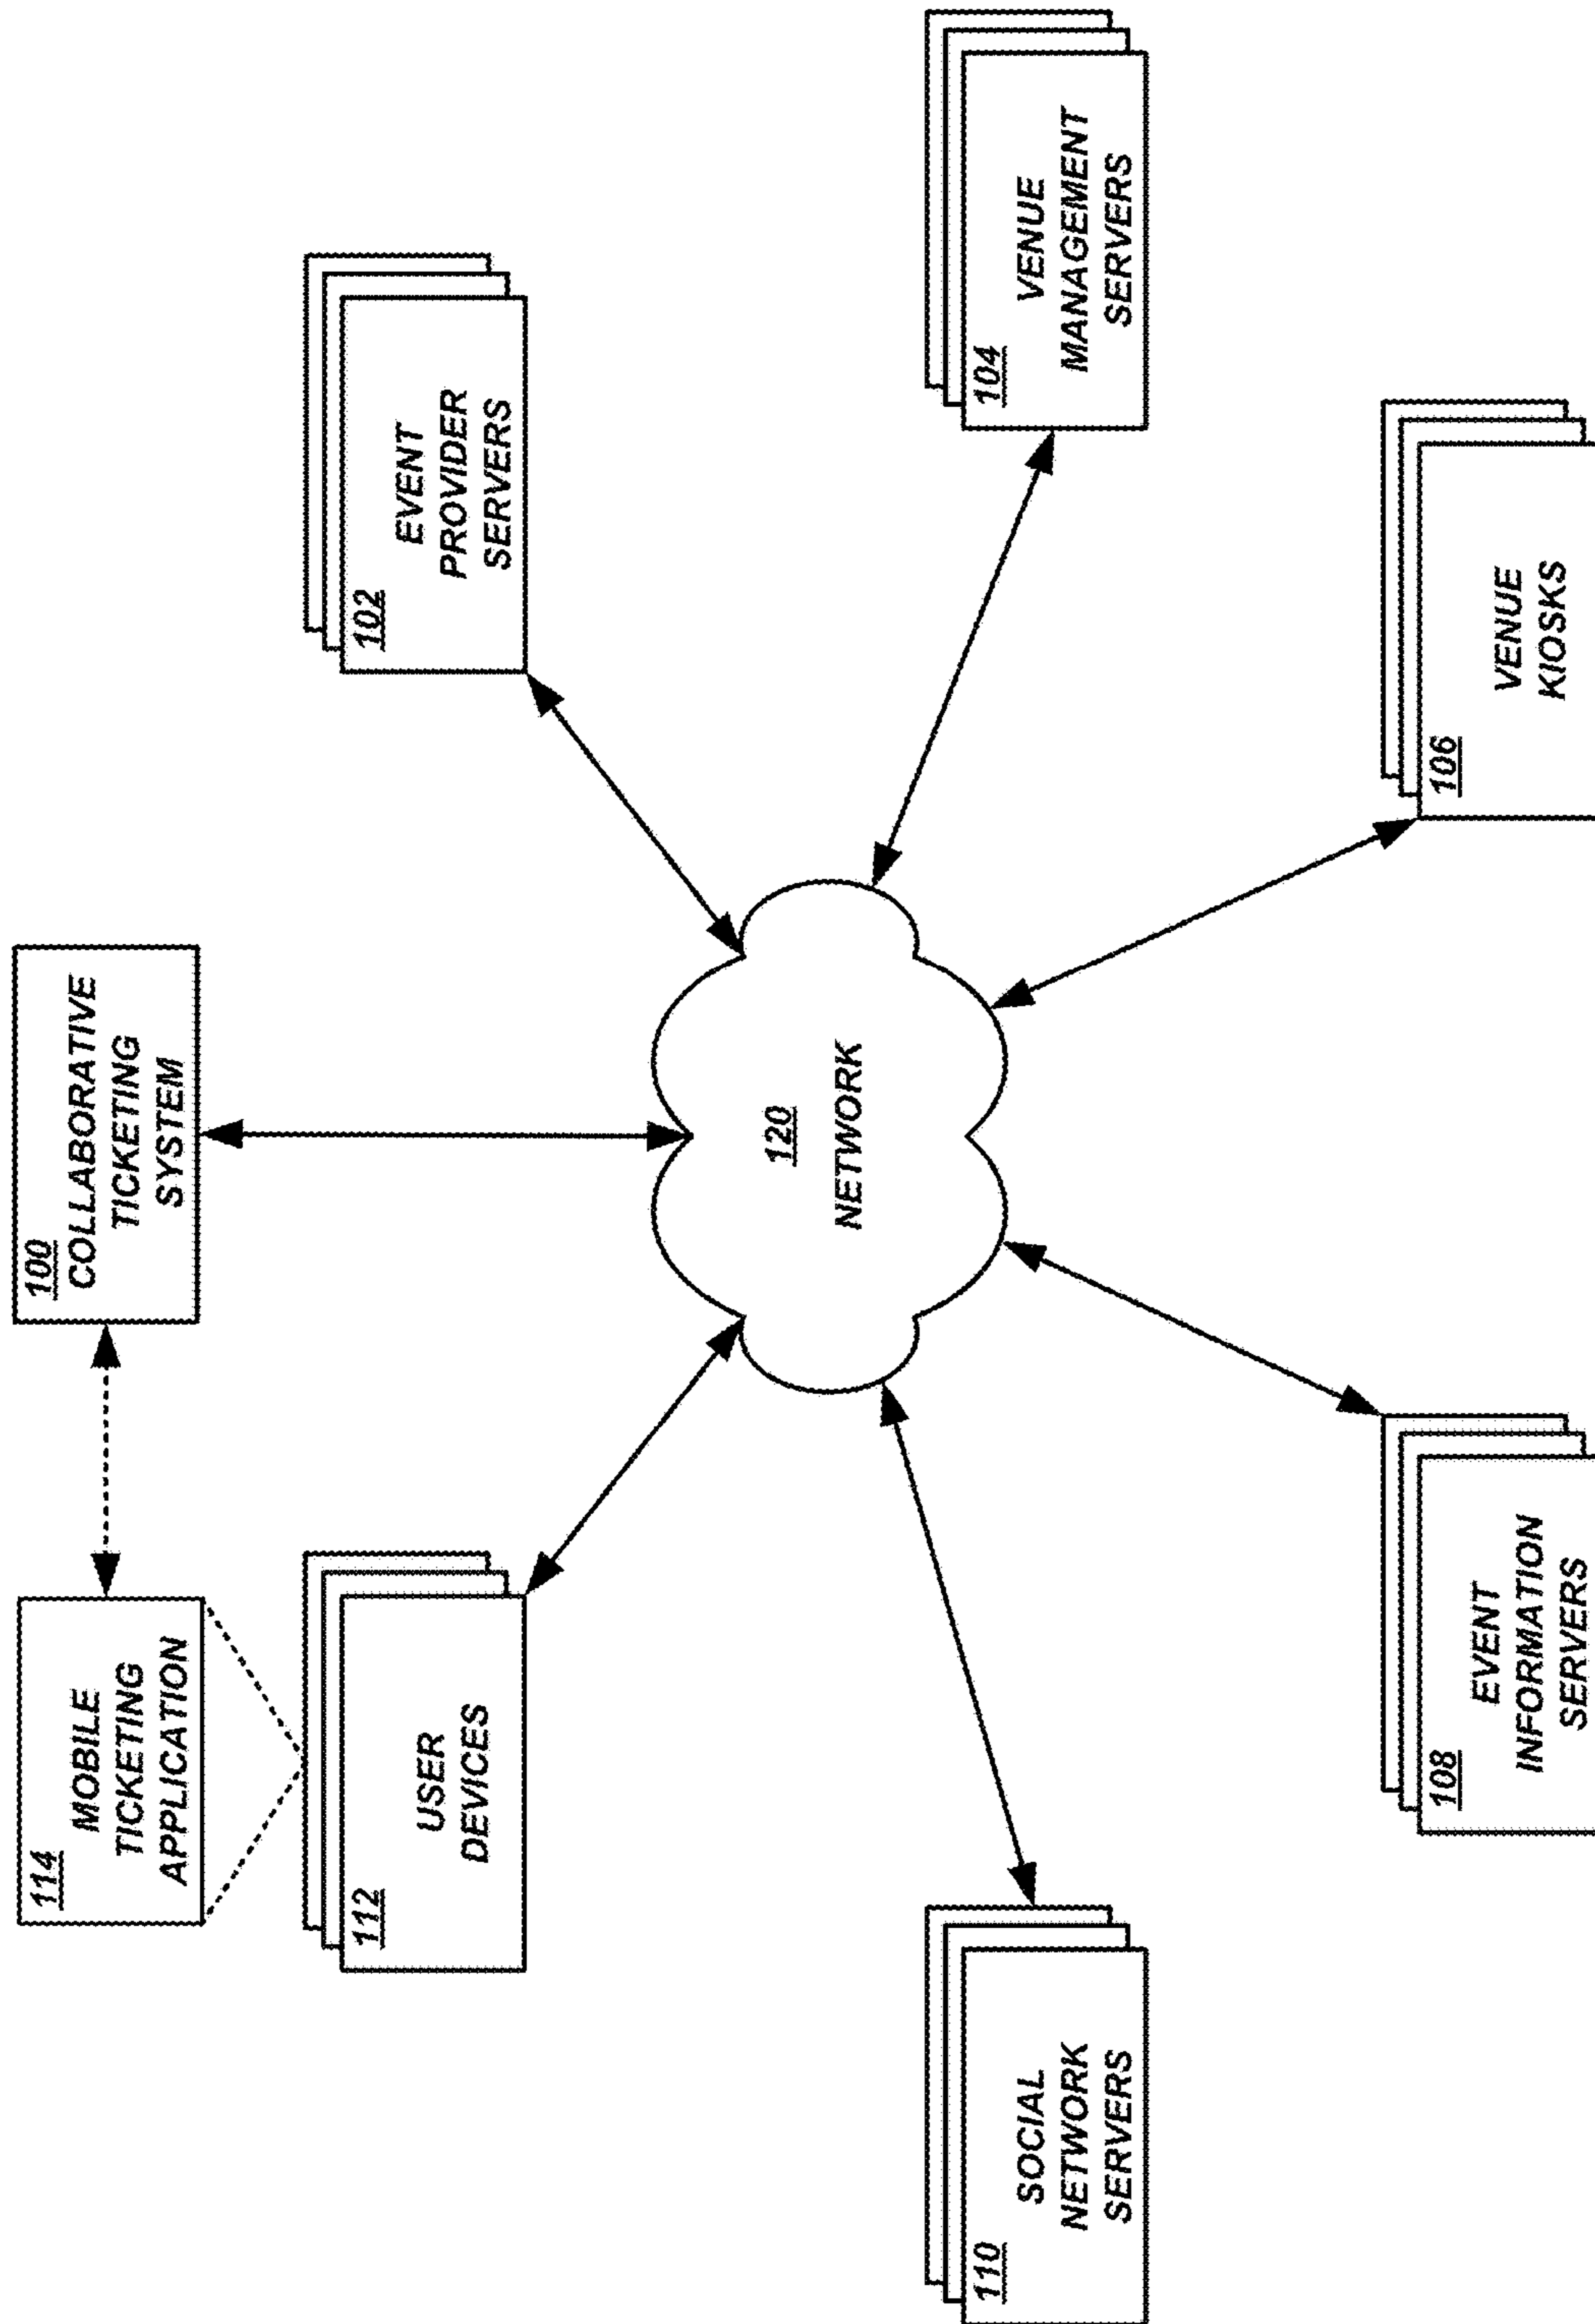 114
MOBILE
TICKETING
APPLICATION
100
COLLABORATIVE
TICKETING
SYSTEM
112
USER
DEVICES
102
EVENT
PROVIDER
SERVERS
120
NETWORK
110
SOCIAL
NETWORK
SERVERS
104
VENUE
MANAGEMENT
SERVERS
108
EVENT
INFORMATION
SERVERS
106
VENUE
KIOSKS